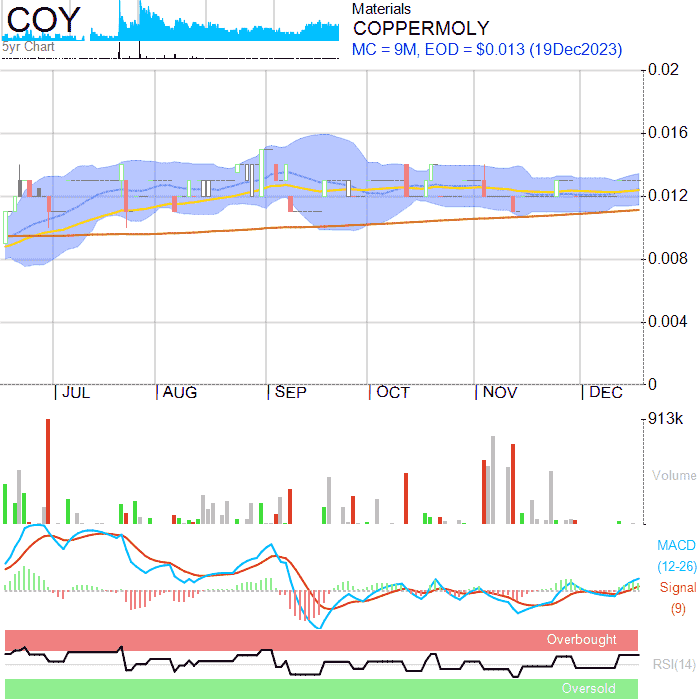 COY
5yr Chart
Materials
COPPERMOLY
MC = 9M, EOD = $0.013 (19Dec2023)
0.02
0.016
0.012
0.008
0.004
0
JUL AUG SEP OCT NOV DEC
913k
Volume
MACD
(12-26)
Signal
(9)
Overbought
RSI(14)
Oversold